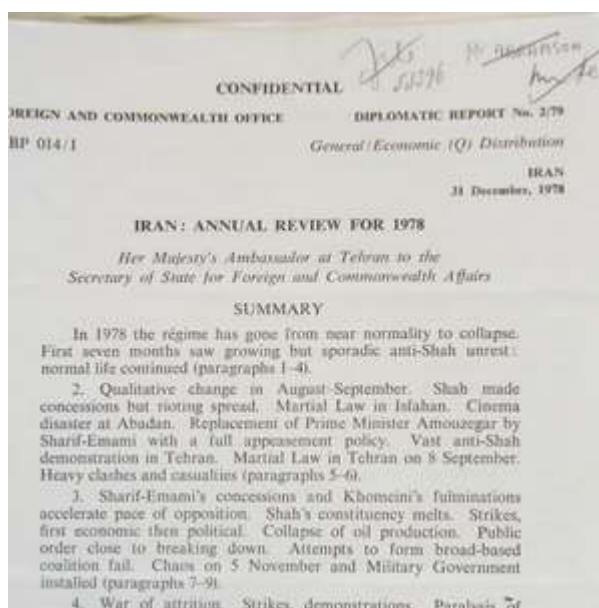 Mr
CONFIDENTIAL
OREIGN AND COMMONWEALTH OFFICE DIPLOMATIC REPORT No. 2/79
BP 014/1 General/Economic (Q) Distribution
IRAN
31 December, 1978
IRAN: ANNUAL REVIEW FOR 1978
Her Majesty's Ambassador at Tehran to the
Secretary of State for Foreign and Commonwealth Affairs
SUMMARY
In 1978 the régime has gone from near normality to collapse.
First seven months saw growing but sporadic anti-Shah unrest:
normal life continued (paragraphs 1-4).
2. Qualitative change in August-September. Shah made
concessions but rioting spread. Martial Law in Isfahan. Cinema
disaster at Abadan. Replacement of Prime Minister Amouzegar by
Sharif-Emami with a full appeasement policy. Vast anti-Shah
demonstration in Tehran. Martial Law in Tehran on 8 September.
Heavy clashes and casualties (paragraphs 5-6).
3. Sharif-Emami's concessions and Khomeini's fulminations
accelerate pace of opposition. Shah's constituency melts. Strikes,
first economic then political. Collapse of oil production. Public
order close to breaking down. Attempts to form broad-based
coalition fail. Chaos on 5 November and Military Government
installed (paragraphs 7-9).
4. War of attrition. Strikes, demonstrations. Paralysis of